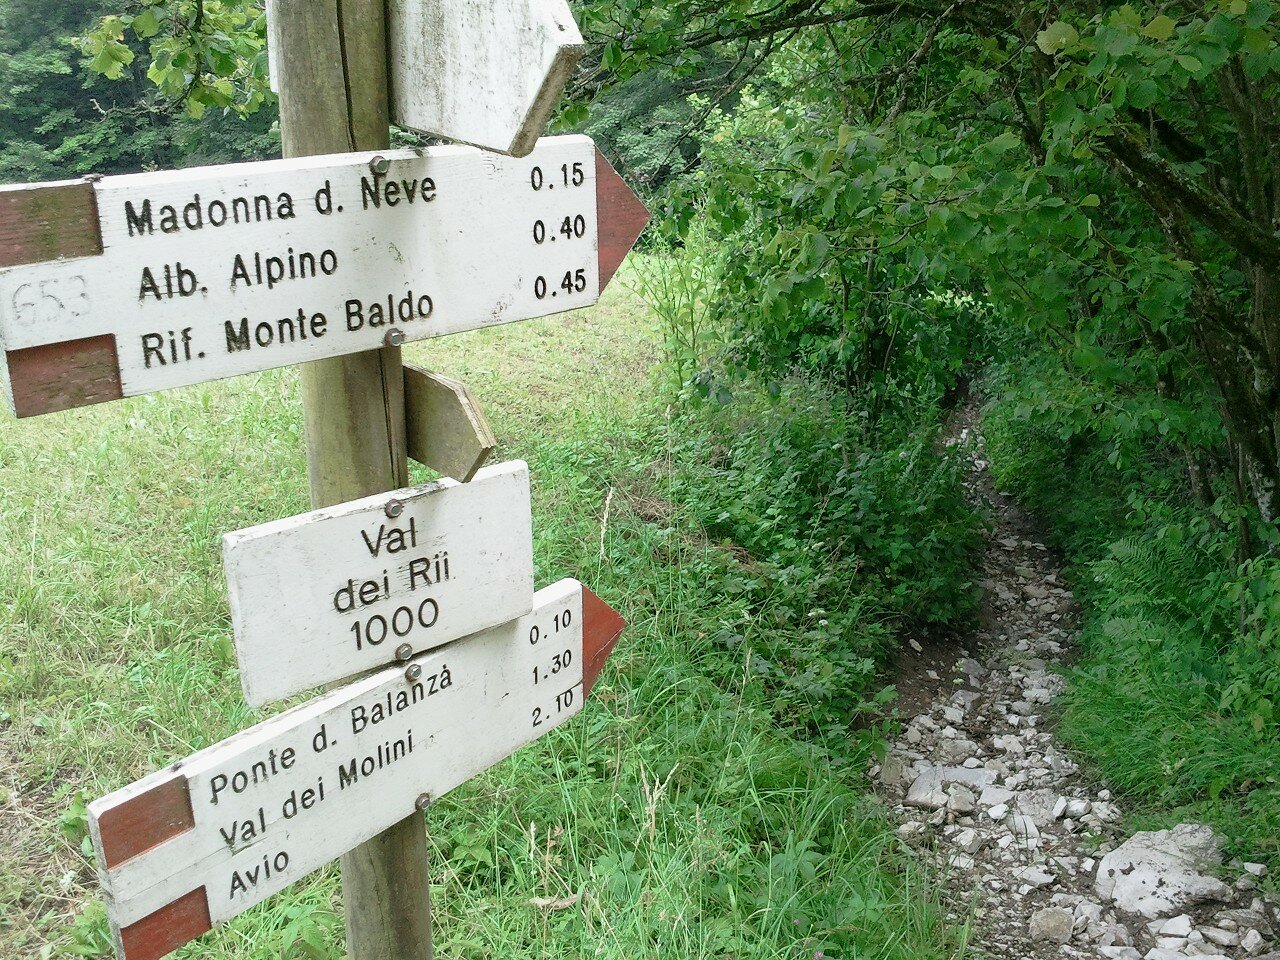 Madonna d. Neve 0.15
Alb. Alpino 0.40
653
Rif. Monte Baldo 0.45
Val
dei Rii
1000
Ponte d. Balanzà 0.10
Val dei Molini 1.30
Avio 2.10